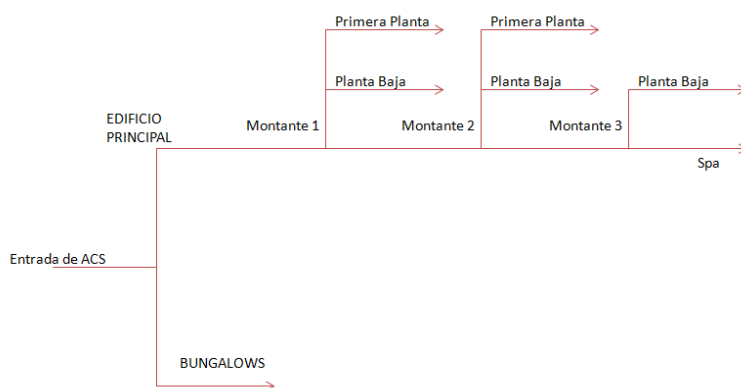 Primera Planta
Primera Planta
Planta Baja
Planta Baja
Planta Baja
EDIFICIO
PRINCIPAL
Montante 1
Montante 2
Montante 3
Spa
Entrada de ACS
BUNGALOWS